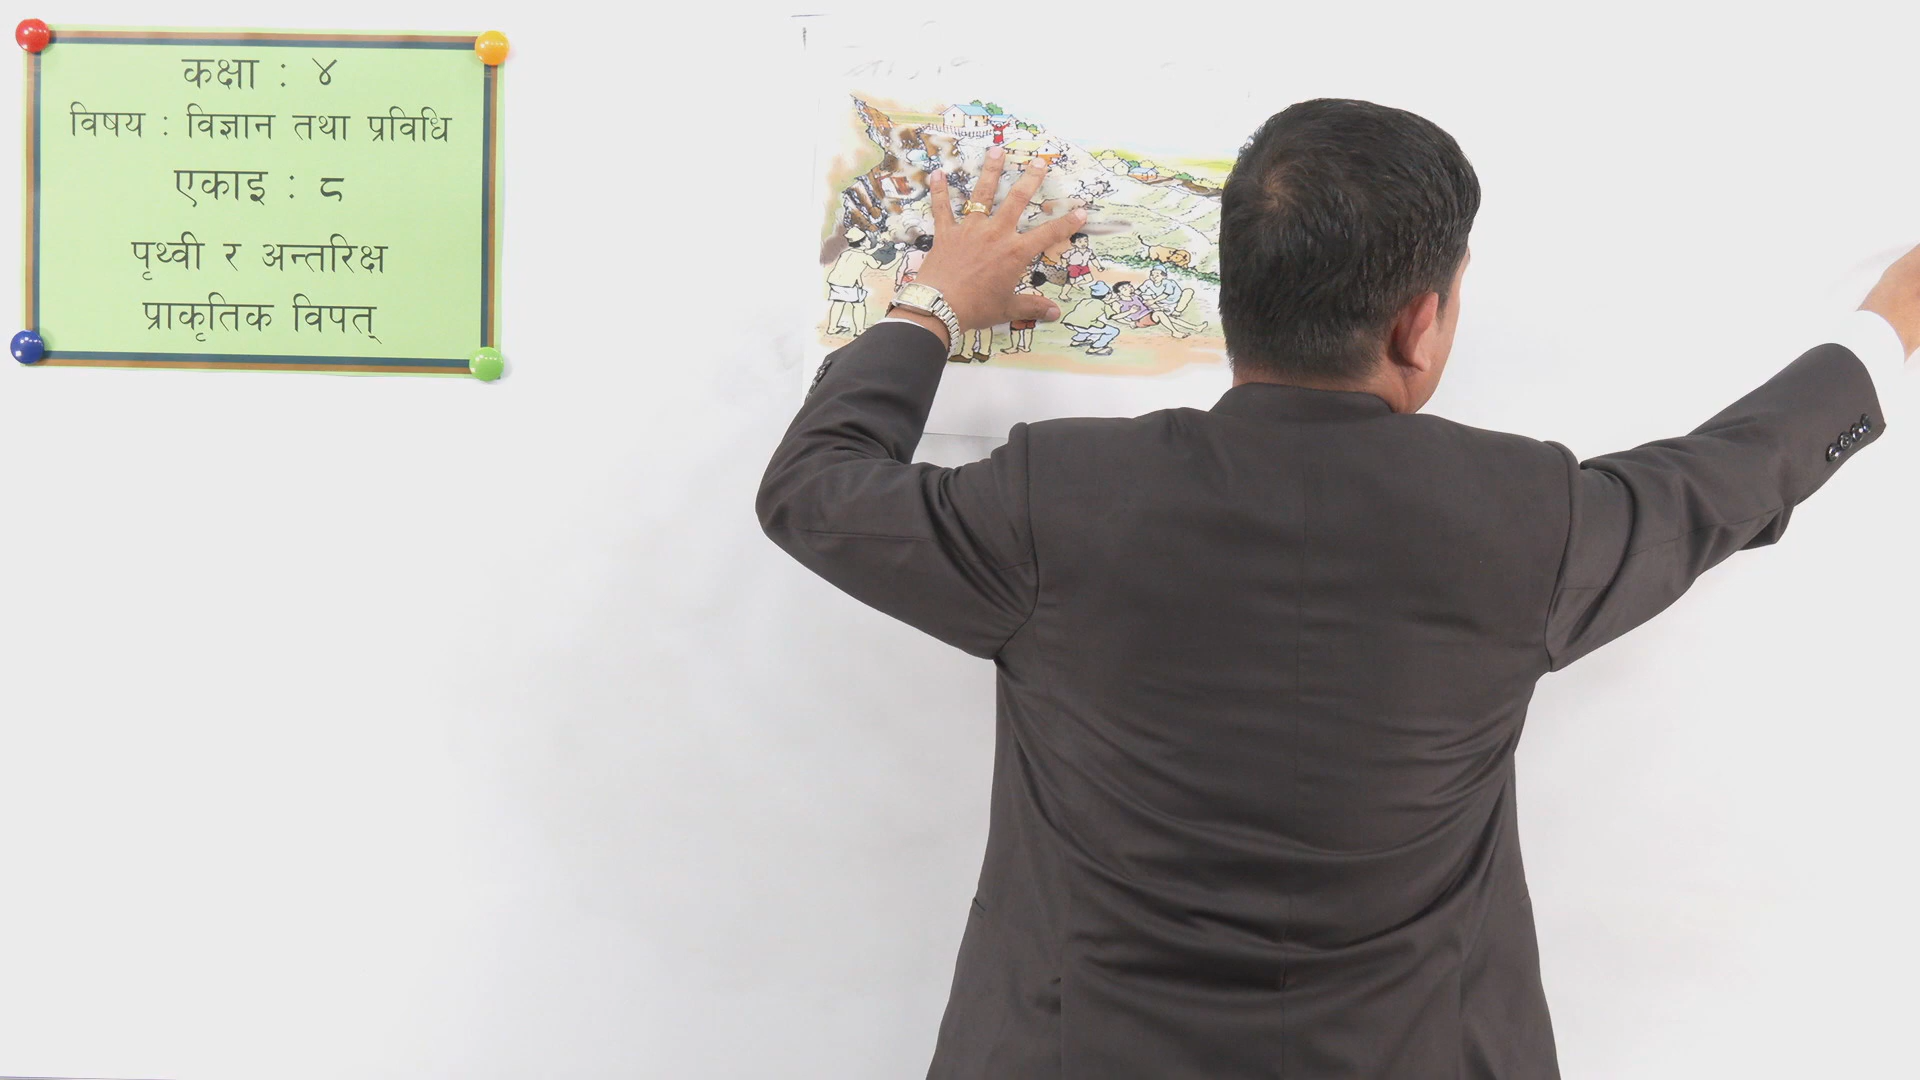 कक्षा : ४
विषय : विज्ञान तथा प्रविधि
एकाइ : ८
पृथ्वी र अन्तरिक्ष
प्राकृतिक विपत्